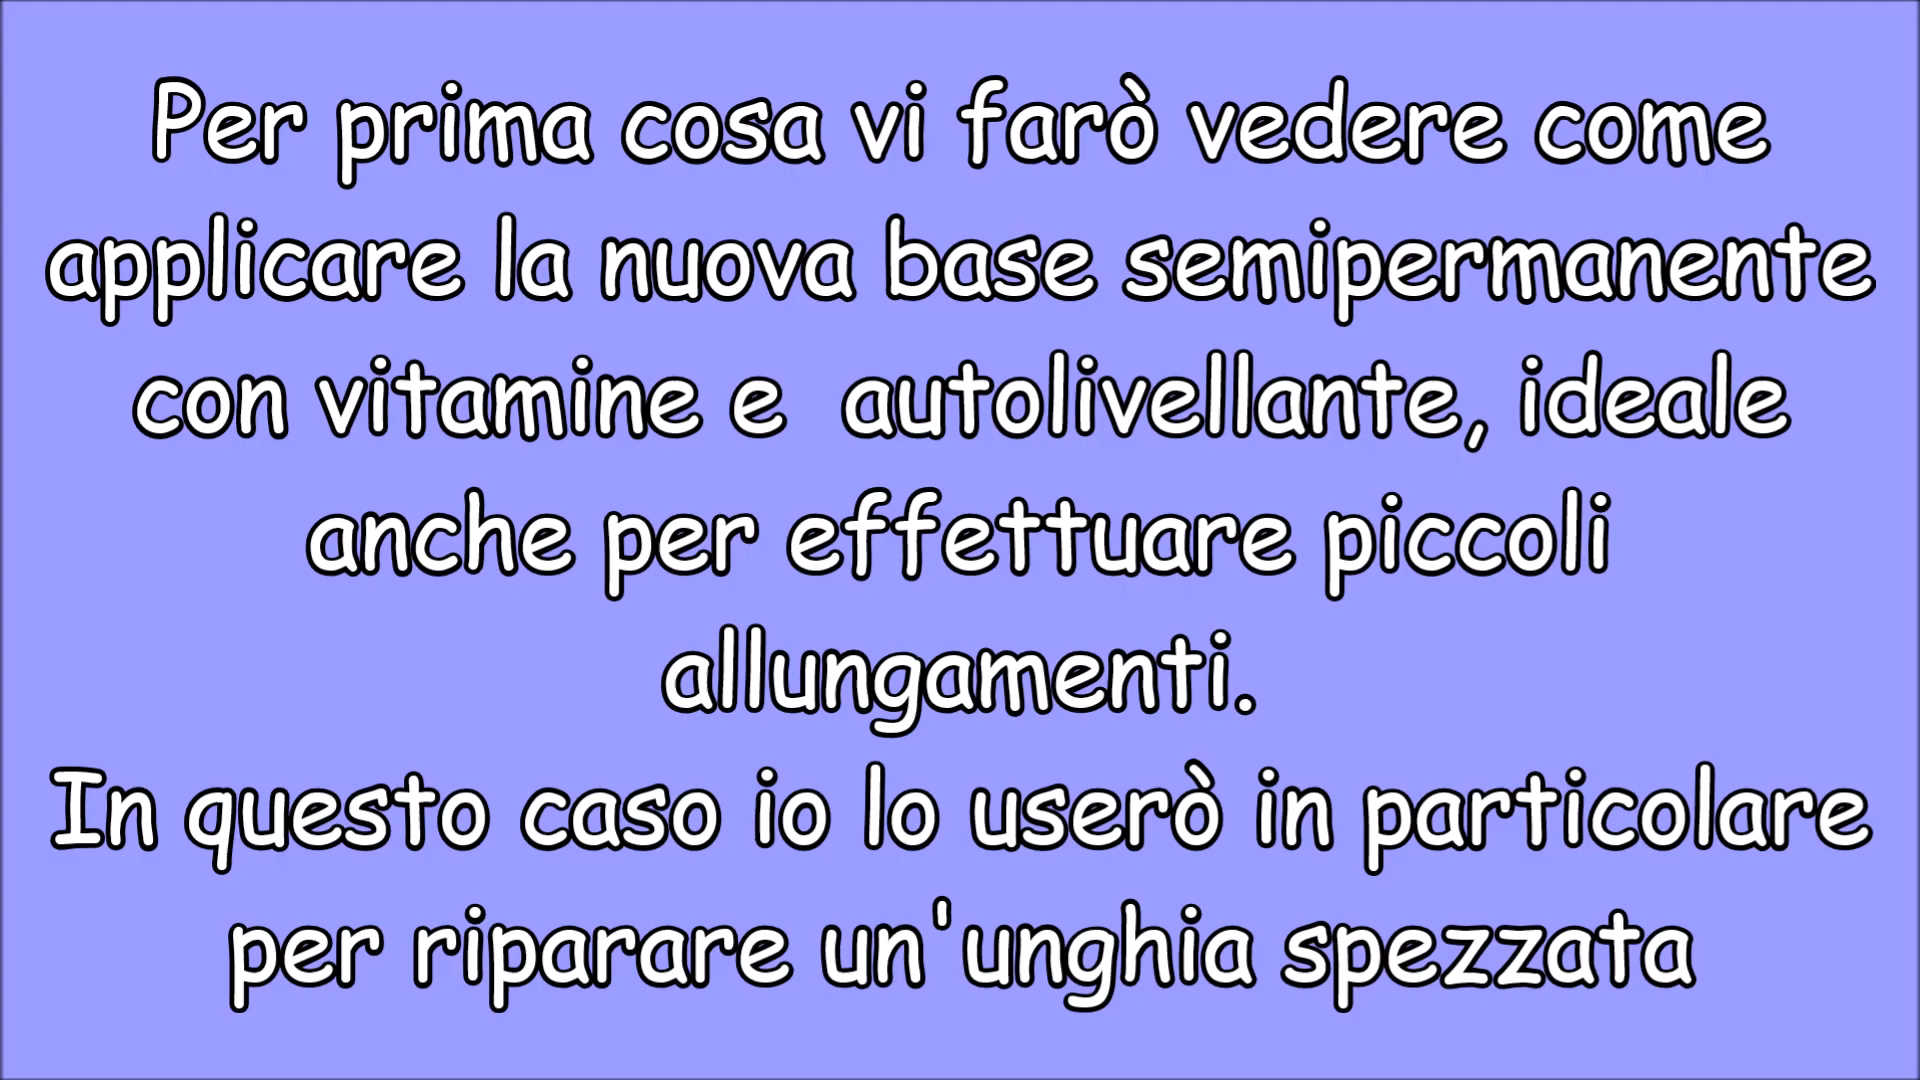 Per prima cosa vi farò vedere come
applicare la nuova base semipermanente
con vitamine e  autolivellante, ideale
anche per effettuare piccoli
allungamenti.
In questo caso io lo userò in particolare
per riparare un'unghia spezzata